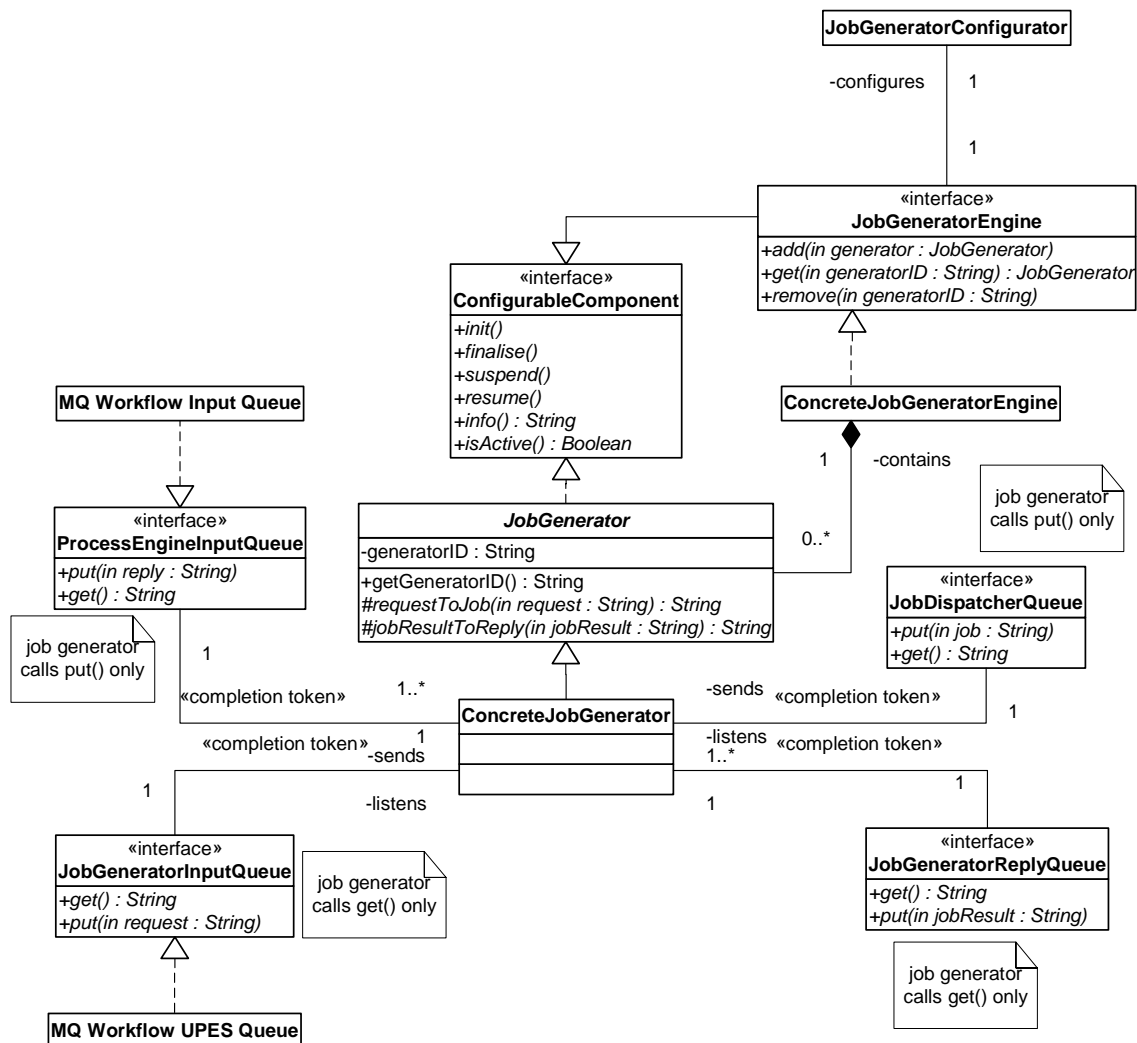 JobGeneratorConfigurator
-configures
1
1
«interface»
JobGeneratorEngine
+add(in generator : JobGenerator)
+get(in generatorID : String) : JobGenerator
+remove(in generatorID : String)
«interface»
ConfigurableComponent
+init()
+finalise()
+suspend()
+resume()
+info() : String
+isActive() : Boolean
MQ Workflow Input Queue
ConcreteJobGeneratorEngine
1
-contains
0..*
job generator
calls put() only
«interface»
ProcessEngineInputQueue
+put(in reply : String)
+get() : String
JobGenerator
-generatorID : String
+getGeneratorID() : String
#requestToJob(in request : String) : String
#jobResultToReply(in jobResult : String) : String
«interface»
JobDispatcherQueue
+put(in job : String)
+get() : String
job generator
calls put() only
1
«completion token»
1..*
-sends
«completion token»
1
ConcreteJobGenerator
«completion token»
1
-sends
-listens
«completion token»
1..*
1
-listens
1
1
«interface»
JobGeneratorInputQueue
+get() : String
+put(in request : String)
job generator
calls get() only
«interface»
JobGeneratorReplyQueue
+get() : String
+put(in jobResult : String)
job generator
calls get() only
MQ Workflow UPES Queue